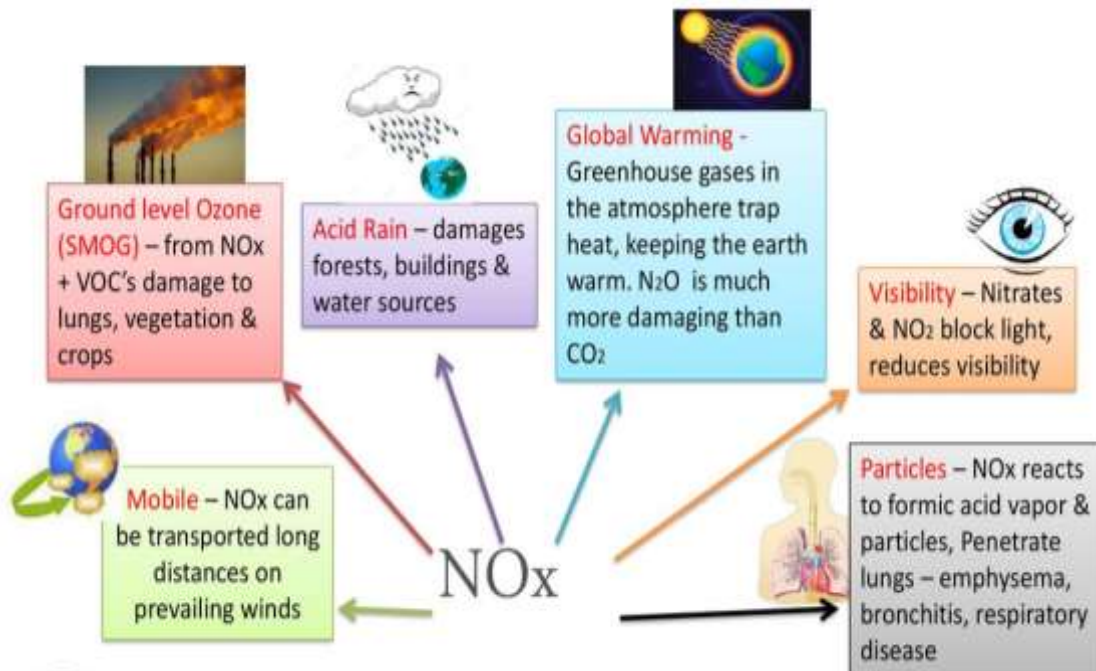 Ground level Ozone
(SMOG) – from NOx
+ VOC's damage to
lungs, vegetation &
crops
Acid Rain – damages
forests, buildings &
water sources
Global Warming -
Greenhouse gases in
the atmosphere trap
heat, keeping the earth
warm. N2O is much
more damaging than
CO2
Visibility – Nitrates
& NO2 block light,
reduces visibility
Mobile – NOx can
be transported long
distances on
prevailing winds
NOx
Particles – NOx reacts
to formic acid vapor &
particles, Penetrate
lungs – emphysema,
bronchitis, respiratory
disease